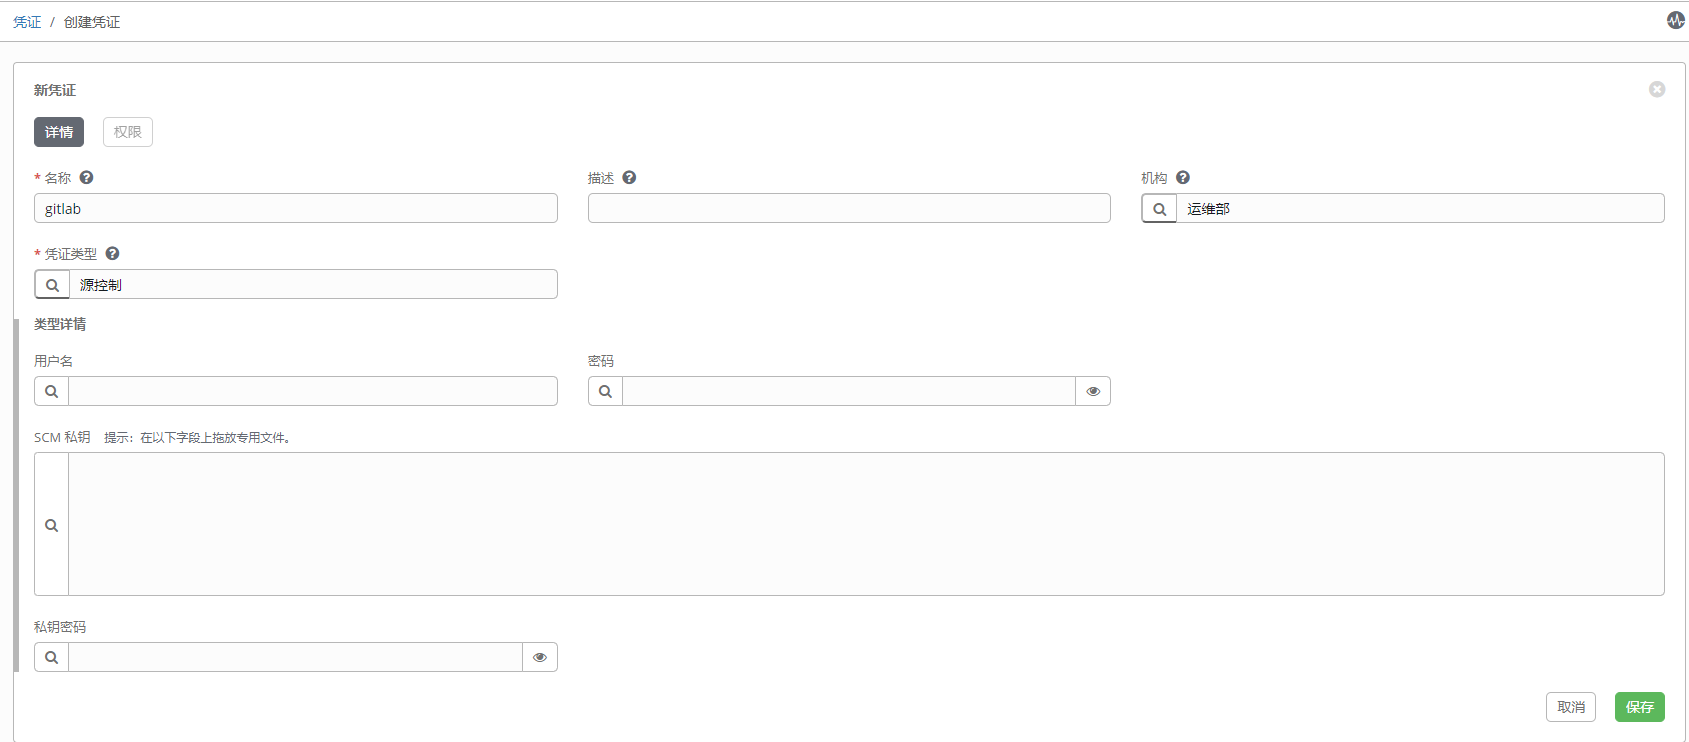 凭证 / 创建凭证
新凭证
详情 权限
* 名称 描述 机构
gitlab 运维部
* 凭证类型
源控制
类型详情
用户名 密码
SCM 私钥 提示：在以下字段上拖放专用文件。
私钥密码
取消 保存